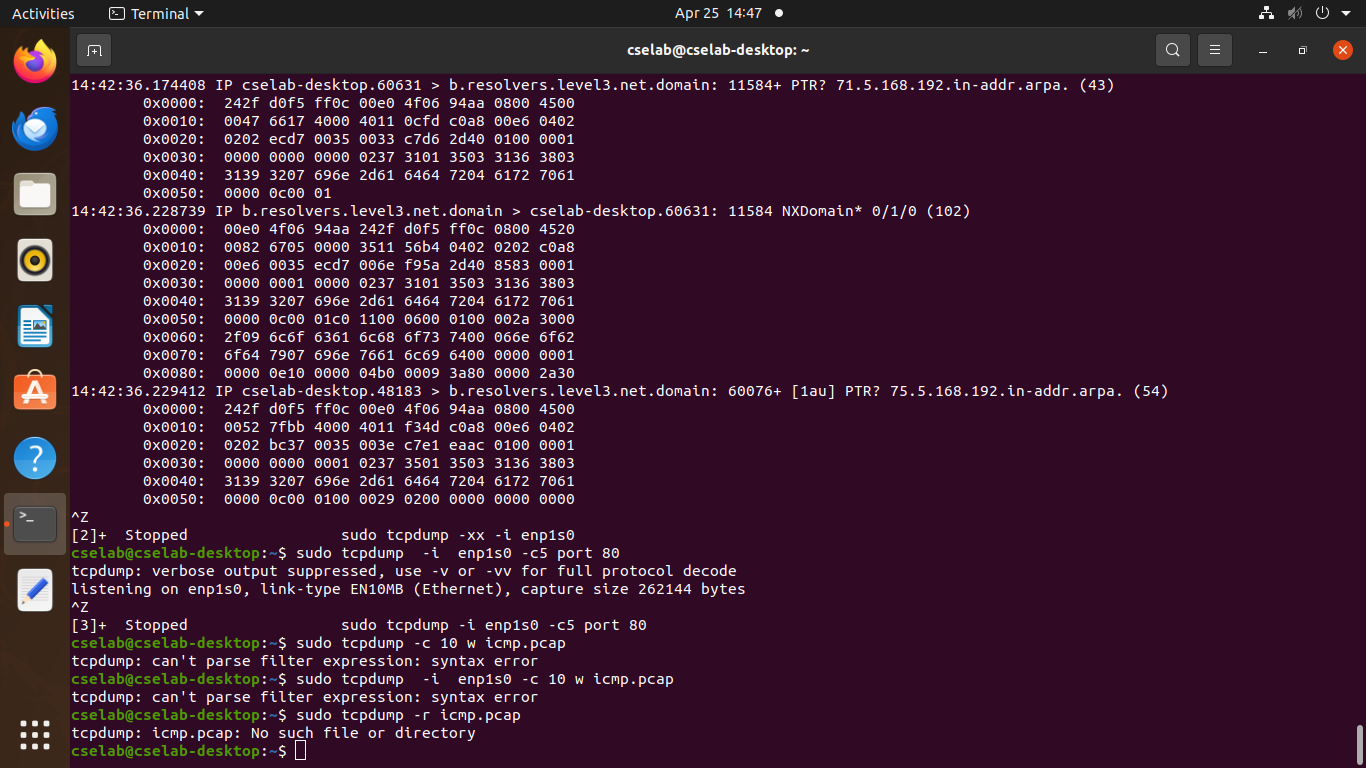 Activities
Terminal
Apr 25 14:47
cselab@cselab-desktop: ~
14:42:36.174408 IP cselab-desktop.60631 > b.resolvers.level3.net.domain: 11584+ PTR? 71.5.168.192.in-addr.arpa. (43)
0x0000: 242f d0f5 ff0c 00e0 4f06 94aa 0800 4500
0x0010: 0047 6617 4000 4011 0cfd c0a8 00e6 0402
0x0020: 0202 ecd7 0035 0033 c7d6 2d40 0100 0001
0x0030: 0000 0000 0000 0237 3101 3503 3136 3803
0x0040: 3139 3207 696e 2d61 6464 7204 6172 7061
0x0050: 0000 0c00 01
14:42:36.228739 IP b.resolvers.level3.net.domain > cselab-desktop.60631: 11584 NXDomain* 0/1/0 (102)
0x0000: 00e0 4f06 94aa 242f d0f5 ff0c 0800 4520
0x0010: 0082 6705 0000 3511 56b4 0402 0202 c0a8
0x0020: 00e6 0035 ecd7 006e f95a 2d40 8583 0001
0x0030: 0000 0001 0000 0237 3101 3503 3136 3803
0x0040: 3139 3207 696e 2d61 6464 7204 6172 7061
0x0050: 0000 0c00 01c0 1100 0600 0100 002a 3000
0x0060: 2f09 6c6f 6361 6c68 6f73 7400 066e 6f62
0x0070: 6f64 7907 696e 7661 6c69 6400 0000 0001
0x0080: 0000 0e10 0000 04b0 0009 3a80 0000 2a30
14:42:36.229412 IP cselab-desktop.48183 > b.resolvers.level3.net.domain: 60076+ [1au] PTR? 75.5.168.192.in-addr.arpa. (54)
0x0000: 242f d0f5 ff0c 00e0 4f06 94aa 0800 4500
0x0010: 0052 7fbb 4000 4011 f34d c0a8 00e6 0402
0x0020: 0202 bc37 0035 003e c7e1 eaac 0100 0001
0x0030: 0000 0000 0001 0237 3501 3503 3136 3803
0x0040: 3139 3207 696e 2d61 6464 7204 6172 7061
0x0050: 0000 0c00 0100 0029 0200 0000 0000 0000
^Z
[2]+  Stopped                 sudo tcpdump -xx -i enp1s0
cselab@cselab-desktop:~$ sudo tcpdump  -i  enp1s0 -c5 port 80
tcpdump: verbose output suppressed, use -v or -vv for full protocol decode
listening on enp1s0, link-type EN10MB (Ethernet), capture size 262144 bytes
^Z
[3]+  Stopped                 sudo tcpdump -i enp1s0 -c5 port 80
cselab@cselab-desktop:~$ sudo tcpdump -c 10 w icmp.pcap
tcpdump: can't parse filter expression: syntax error
cselab@cselab-desktop:~$ sudo tcpdump  -i  enp1s0 -c 10 w icmp.pcap
tcpdump: can't parse filter expression: syntax error
cselab@cselab-desktop:~$ sudo tcpdump -r icmp.pcap
tcpdump: icmp.pcap: No such file or directory
cselab@cselab-desktop:~$